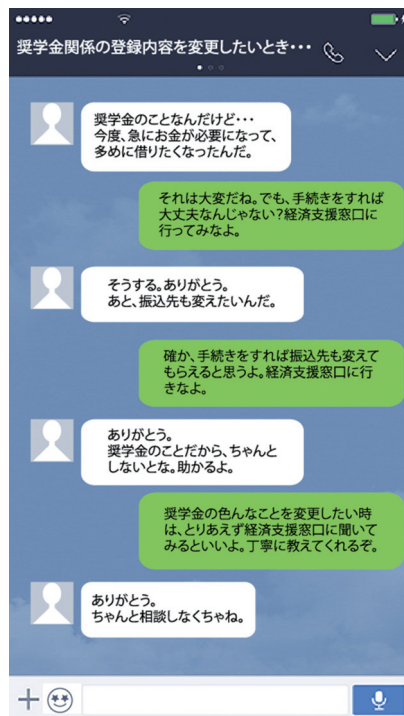 奨学金関係の登録内容を変更したいとき・・・
奨学金のことなんだけど・・・
今度、急にお金が必要になって、
多めに借りたくなったんだ。
それは大変だね。でも、手続きをすれば
大丈夫なんじゃない？経済支援窓口に
行ってみなよ。
そうする。ありがとう。
あと、振込先も変えたいんだ。
確か、手続きをすれば振込先も変えて
もらえると思うよ。経済支援窓口に行
きなよ。
ありがとう。
奨学金のことだから、ちゃんと
しないとな。助かるよ。
奨学金の色んなことを変更したい時
は、とりあえず経済支援窓口に聞いて
みるといいよ。丁寧に教えてくれるぞ。
ありがとう。
ちゃんと相談しなくちゃね。